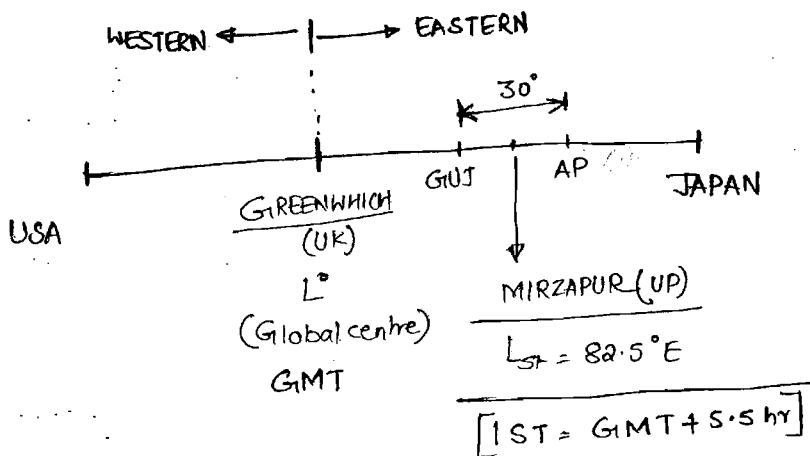 WESTERN EASTERN
30°
GUJ AP
USA JAPAN
GREENWHICH
(UK)
L°
(Global centre)
GMT
MIRZAPUR (UP)
Lst = 82.5°E
[IST = GMT + 5.5 hr]